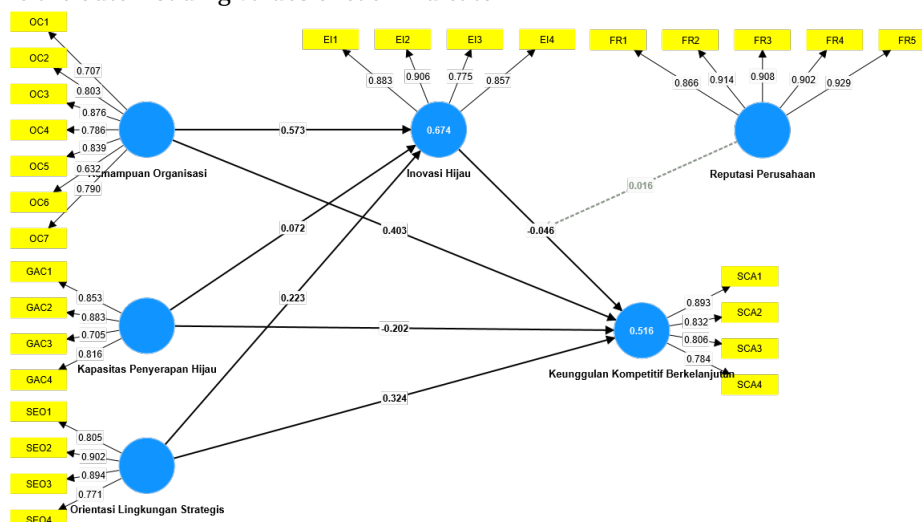 OC1
OC2
OC3
OC4
OC5
OC6
OC7
0.707
0.803
0.876
0.786
0.839
0.632
0.790
Organisasi
EI1
EI2
EI3
EI4
0.883
0.906
0.775
0.857
0.674
Inovasi Hijau
FR1
FR2
FR3
FR4
FR5
0.866
0.914
0.908
0.902
0.929
Reputasi Perusahaan
0.573
0.072
0.223
0.403
-0.202
0.324
-0.046
0.016
GAC1
GAC2
GAC3
GAC4
0.853
0.883
0.705
0.816
Kapasitas Penyerapan Hijau
SEO1
SEO2
SEO3
SEO4
0.805
0.902
0.894
0.771
Orientasi Lingkungan Strategis
0.516
Keunggulan Kompetitif Berkelanjutan
SCA1
SCA2
SCA3
SCA4
0.893
0.832
0.806
0.784